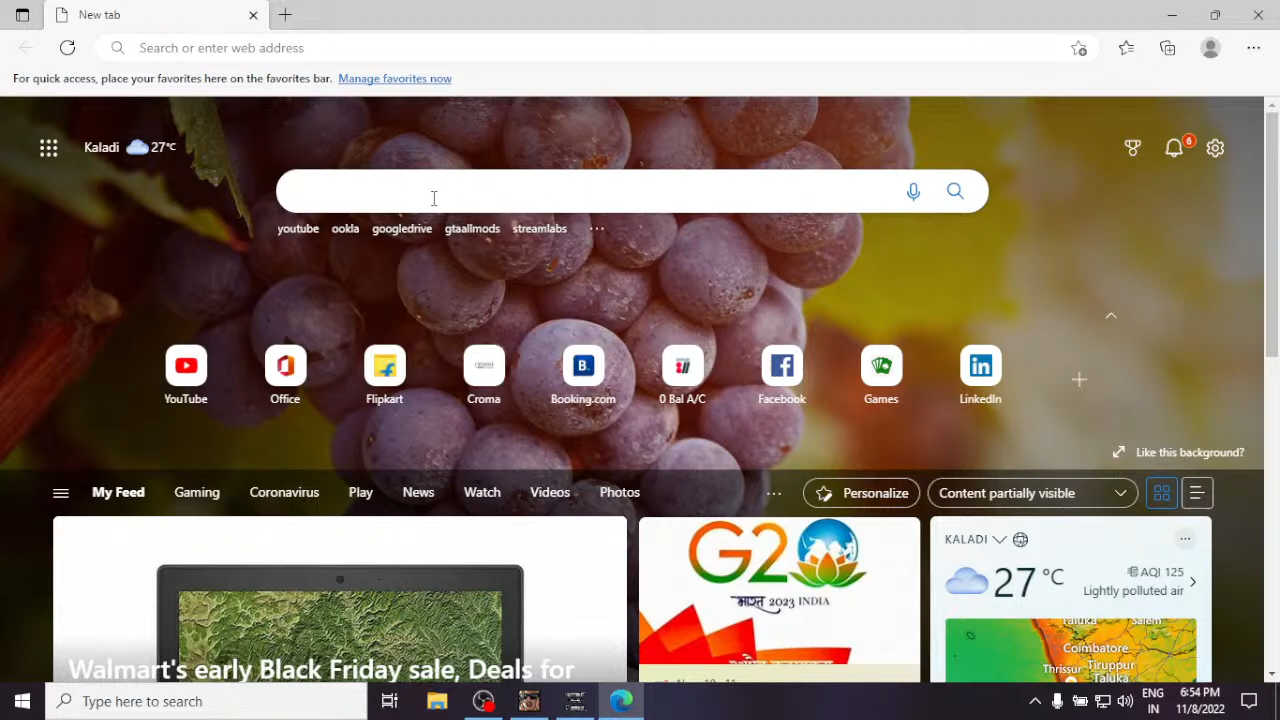 New tab
Search or enter web address
For quick access, place your favorites here on the favorites bar. Manage favorites now
Kaladi 27°C
6
youtube ookla googledrive gtaallmods streamlabs
YouTube Office Flipkart Croma Booking.com 0 Bal A/C Facebook Games LinkedIn
Like this background?
My Feed Gaming Coronavirus Play News Watch Videos Photos ... Personalize Content partially visible
G20
भारत 2023 INDIA
KALADI
27 °C
AQI 125
Lightly polluted air
Taluka Salem
Coimbatore
Thrissur Tiruppur
Taluka
Walmart's early Black Friday sale, Deals for
Type here to search
ENG
IN
6:54 PM
11/8/2022